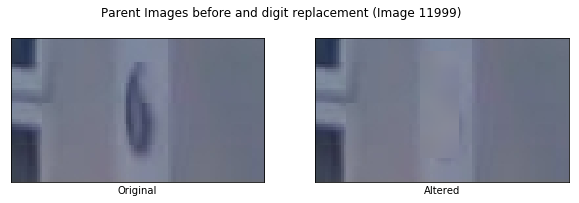 Parent Images before and digit replacement (Image 11999)
6
Original
Altered